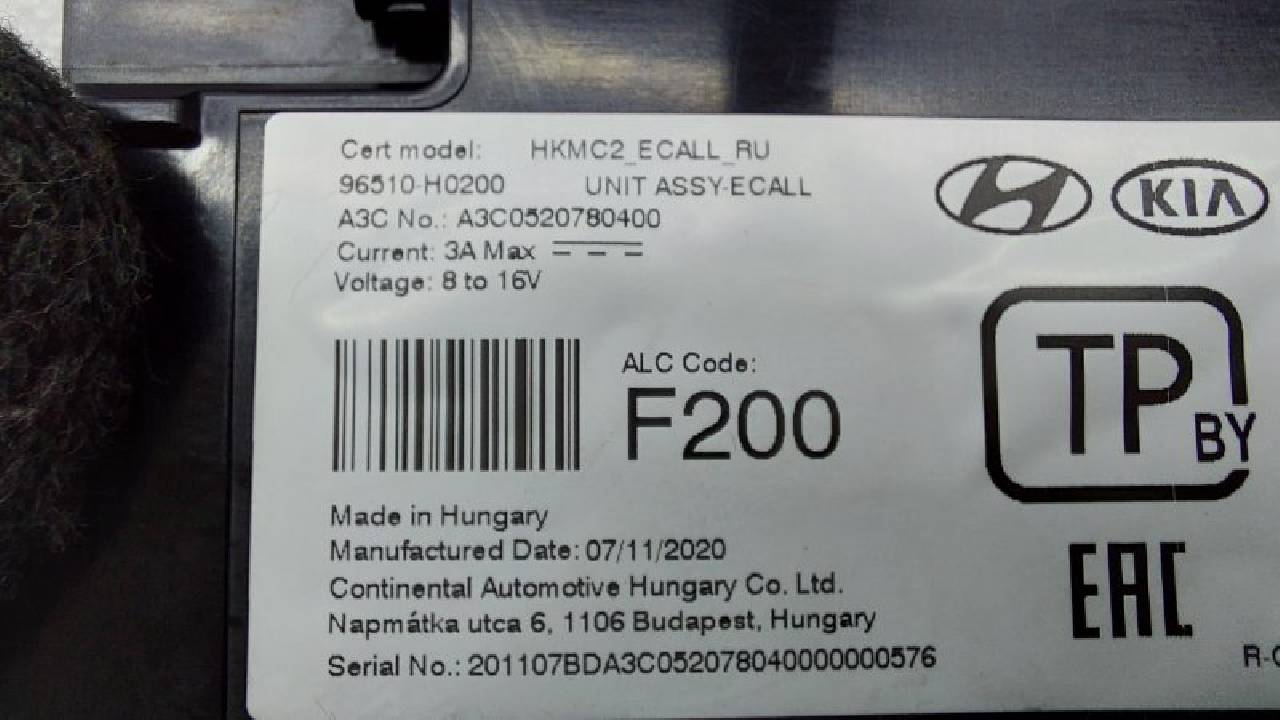 Cert model: HKMC2_ECALL_RU
96510-H0200 UNIT ASSY-ECALL
A3C No.: A3C0520780400
Current: 3A Max
Voltage: 8 to 16V
KIA
ALC Code:
F200
TP BY
Made in Hungary
Manufactured Date: 07/11/2020
Continental Automotive Hungary Co. Ltd.
Napmátka utca 6, 1106 Budapest, Hungary
Serial No.: 201107BDA3C052078040000000576
EAC